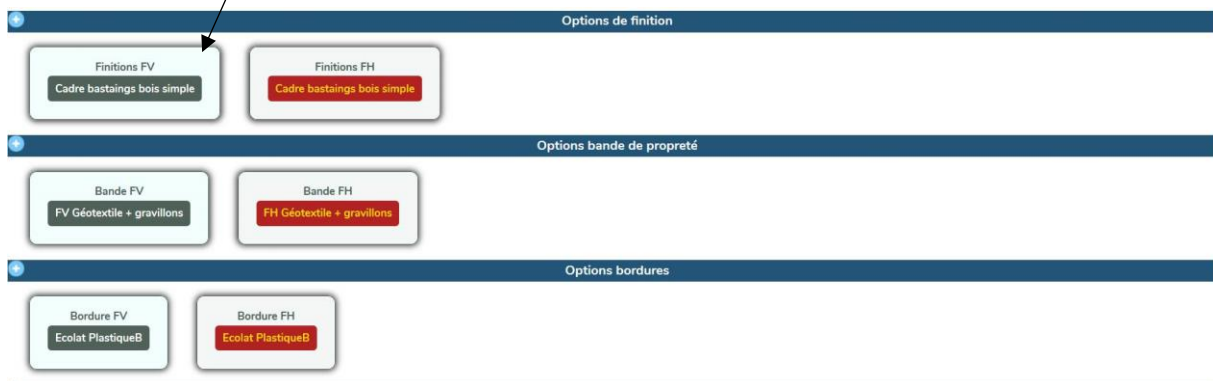 Options de finition
Finitions FV
Finitions FH
Cadre bastaings bois simple
Cadre bastaings bois simple
Options bande de propreté
Bande FV
Bande FH
FV Géotextile + gravillons
FH Géotextile + gravillons
Options bordures
Bordure FV
Bordure FH
Ecolat PlastiqueB
Ecolat PlastiqueB